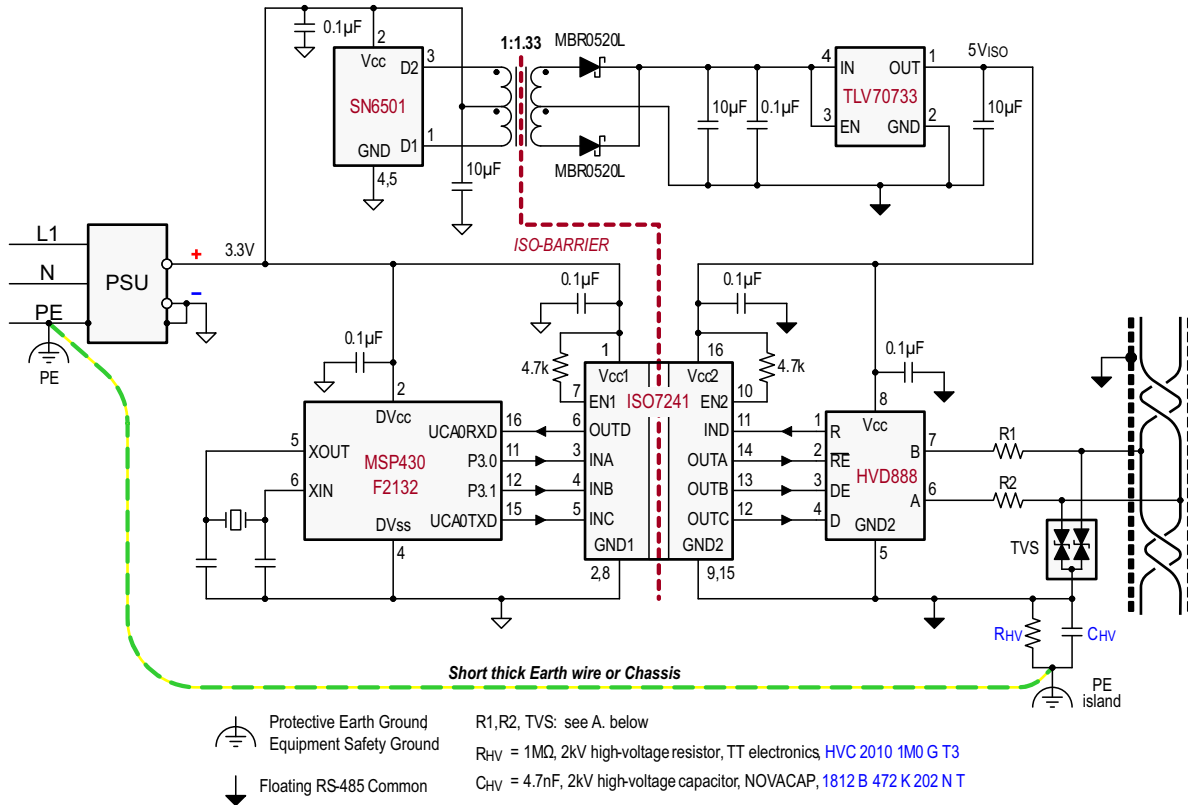 0.1µF
2
Vcc
D2
3
SN6501
D1
1
GND
4,5
10µF
1:1.33
MBR0520L
MBR0520L
10µF
0.1µF
4
IN
OUT
1
TLV70733
3
EN
GND
2
5VISO
10µF
ISO-BARRIER
L1
N
PE
PSU
+
–
3.3V
PE
0.1µF
0.1µF
0.1µF
0.1µF
4.7k
4.7k
1
16
Vcc1
Vcc2
ISO7241
7
EN1
EN2
10
6
OUTD
IND
11
3
INA
OUTA
14
4
INB
OUTB
13
5
INC
OUTC
12
GND1
GND2
2,8
9,15
2
DVcc
5
XOUT
6
XIN
MSP430
F2132
UCA0RXD
16
P3.0
11
P3.1
12
UCA0TXD
15
DVss
4
8
Vcc
1
R
2
RE
3
DE
4
D
HVD888
B
7
A
6
GND2
5
R1
R2
TVS
RHV
CHV
Short thick Earth wire or Chassis
PE
island
Protective Earth Ground,
Equipment Safety Ground
Floating RS-485 Common
R1,R2, TVS: see A. below
RHV = 1MΩ, 2kV high-voltage resistor, TT electronics, HVC 2010 1M0 G T3
CHV = 4.7nF, 2kV high-voltage capacitor, NOVACAP, 1812 B 472 K 202 N T